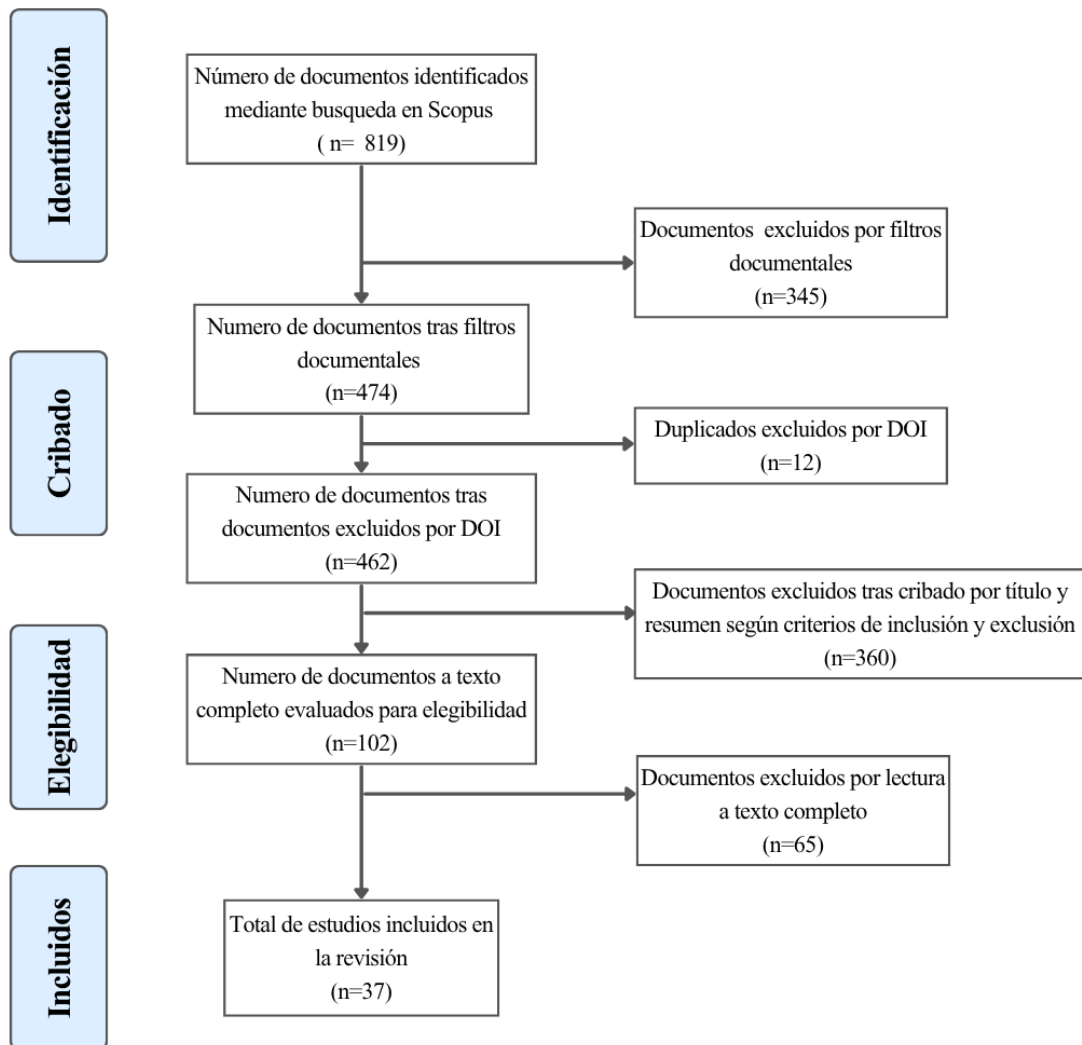 Identificación
Número de documentos identificados
mediante busqueda en Scopus
( n=  819)
Documentos  excluidos por filtros
documentales
(n=345)
Numero de documentos tras filtros
documentales
(n=474)
Cribado
Duplicados excluidos por DOI
(n=12)
Numero de documentos tras
documentos excluidos por DOI
(n=462)
Documentos excluidos tras cribado por título y
resumen según criterios de inclusión y exclusión
(n=360)
Elegibilidad
Numero de documentos a texto
completo evaluados para elegibilidad
(n=102)
Documentos excluidos por lectura
a texto completo
(n=65)
Incluidos
Total de estudios incluidos en
la revisión
(n=37)